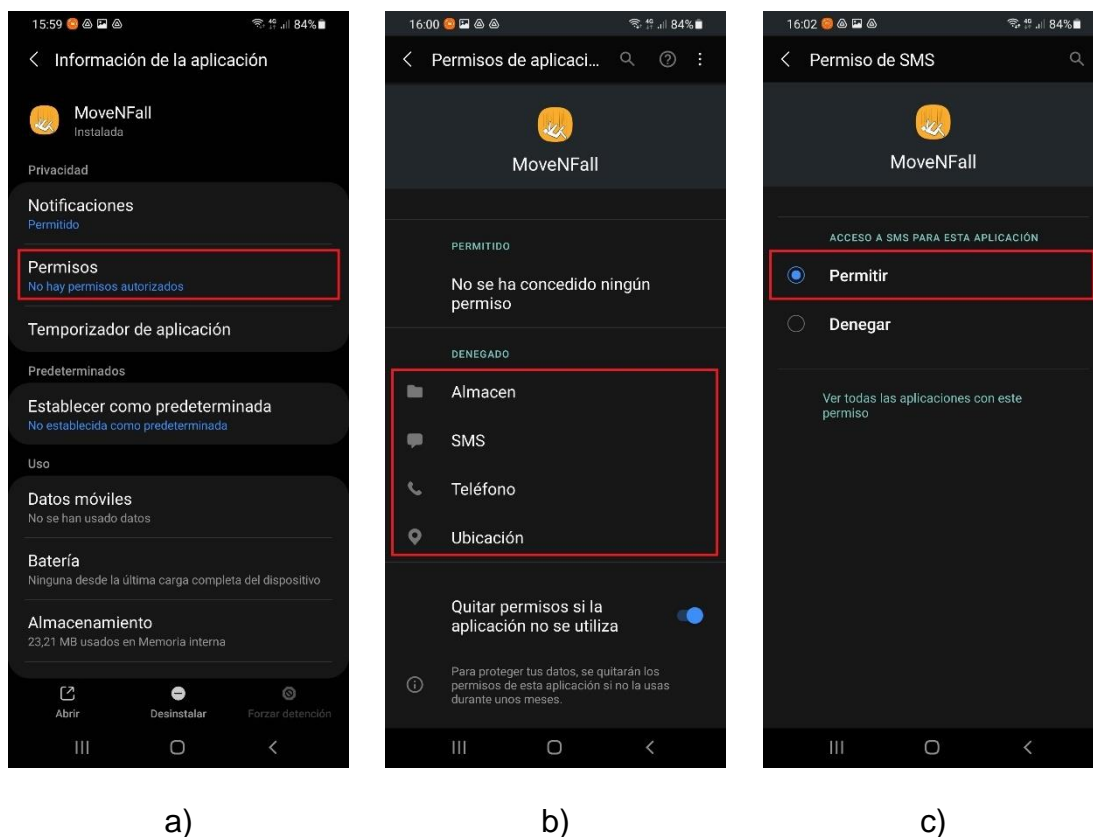 15:59 84%
Información de la aplicación
MoveNFall
Instalada
Privacidad
Notificaciones
Permitido
Permisos
No hay permisos autorizados
Temporizador de aplicación
Predeterminados
Establecer como predeterminada
No establecida como predeterminada
Uso
Datos móviles
No se han usado datos
Batería
Ninguna desde la última carga completa del dispositivo
Almacenamiento
23,21 MB usados en Memoria interna
Abrir Desinstalar Forzar detención
a)
16:00 84%
Permisos de aplicaci...
MoveNFall
PERMITIDO
No se ha concedido ningún
permiso
DENEGADO
Almacen
SMS
Teléfono
Ubicación
Quitar permisos si la
aplicación no se utiliza
Para proteger tus datos, se quitarán los
permisos de esta aplicación si no la usas
durante unos meses.
b)
16:02 84%
Permiso de SMS
MoveNFall
ACCESO A SMS PARA ESTA APLICACIÓN
Permitir
Denegar
Ver todas las aplicaciones con este
permiso
c)